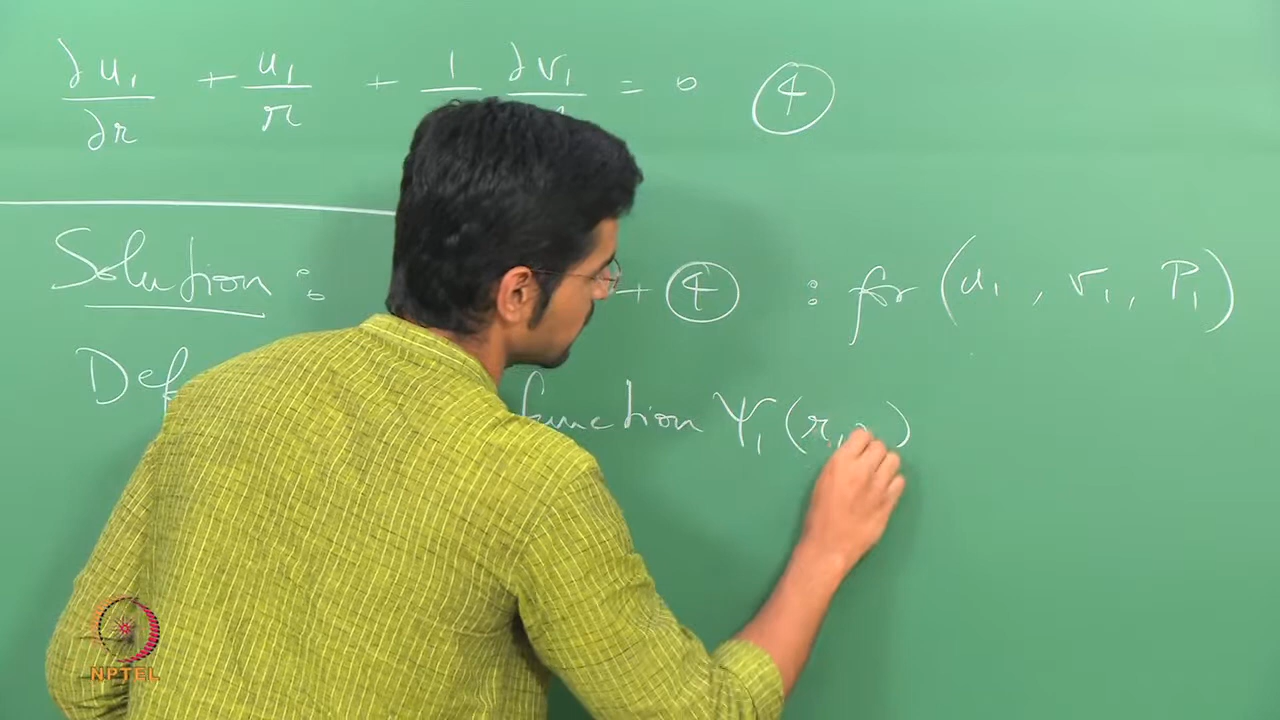 ∂u₁/∂r + u₁/r + 1/ ∂v₁/ = 0 ④
Solution : + ④ : for (u₁, v₁, P₁)
Def function Ψ₁(r,
NPTEL